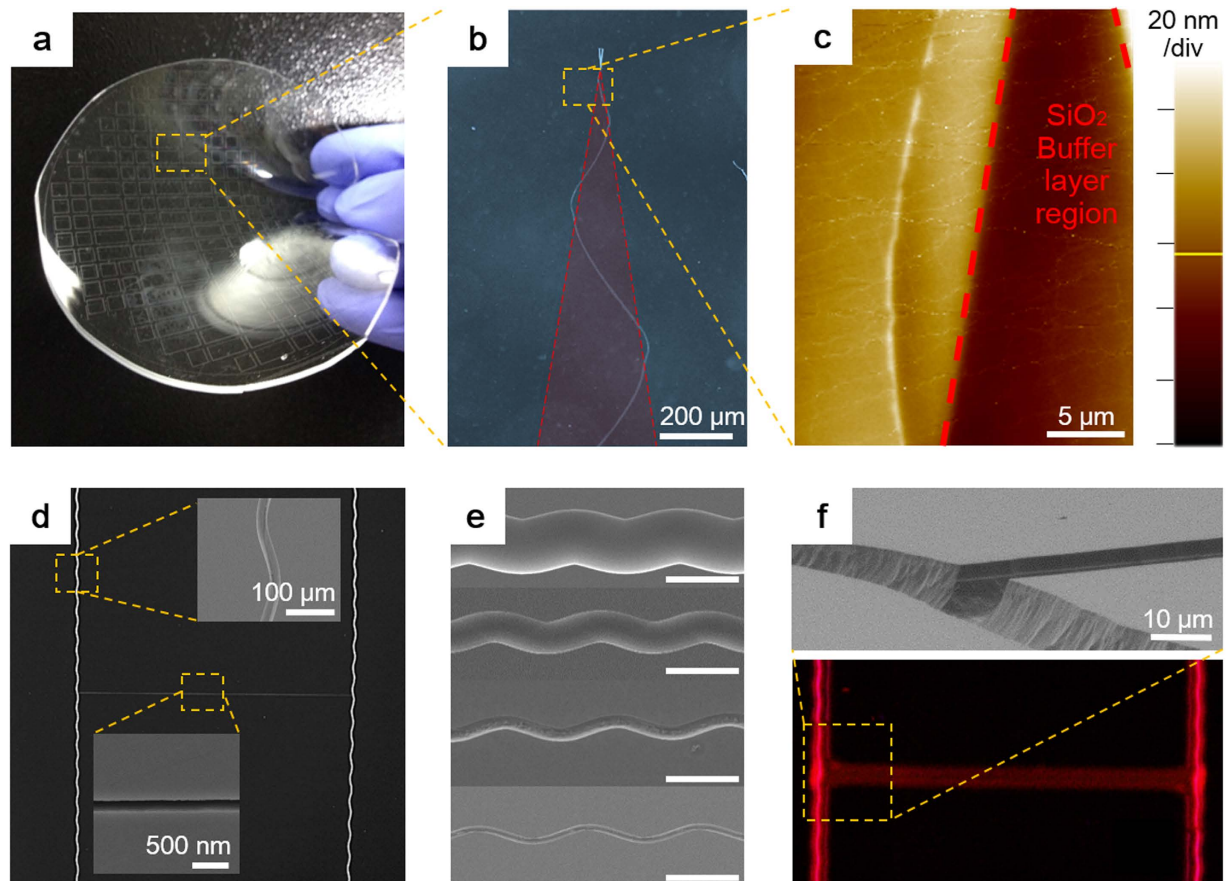 a
b
c
20 nm
/div
SiO₂
Buffer
layer
region
200 µm
5 µm
d
100 µm
500 nm
e
f
10 µm